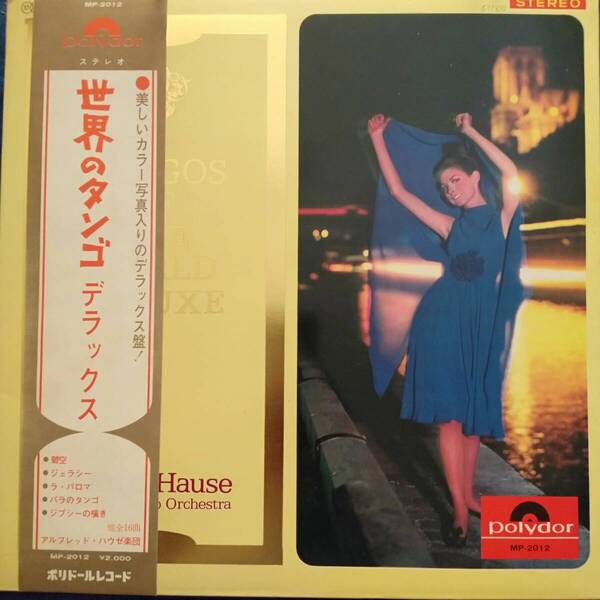 MP-2012
Polydor
ステレオ
●美しいカラー写真入りのデラックス盤!
世界のタンゴ デラックス
●碧空
●ジェラシー
●ラ・パロマ
●バラのタンゴ
●ジプシーの嘆き
他全16曲
アルフレッド・ハウゼ楽団
MP-2012 ¥2,000
ポリドールレコード
GOS
UXE
Hause
Orchestra
STEREO
Polydor
MP-2012